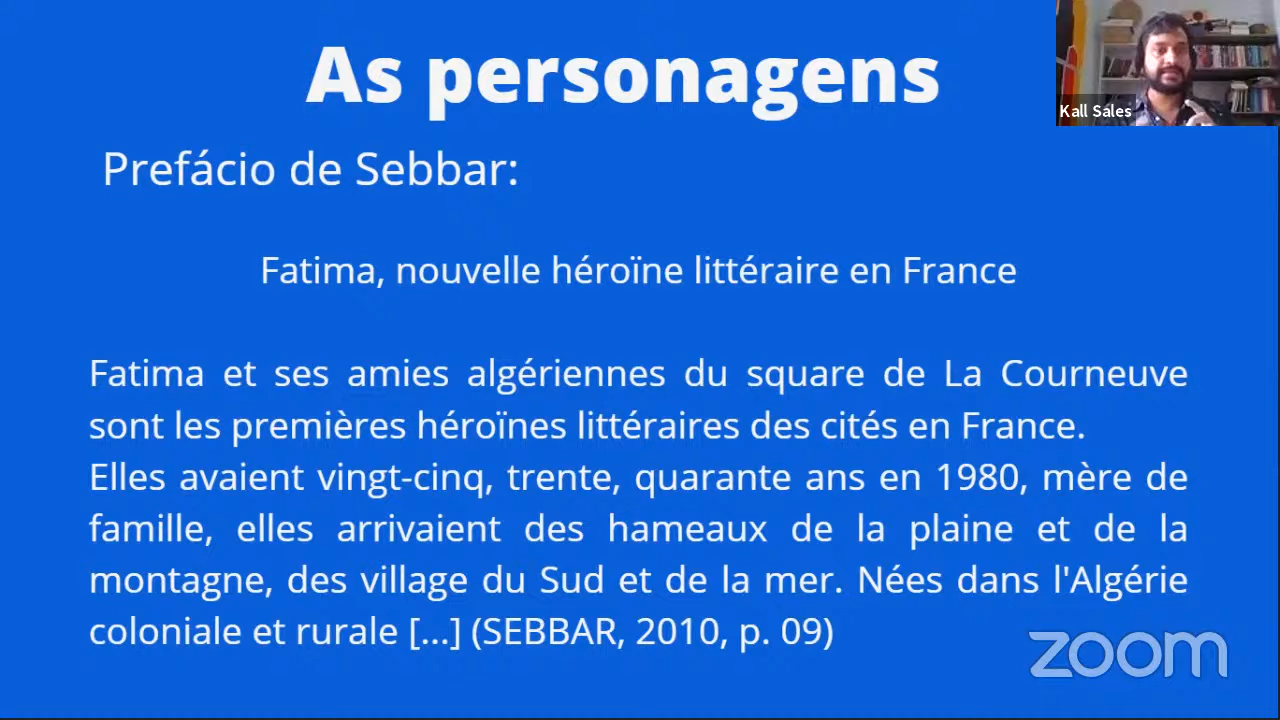 As personagens
Kall Sales
Prefácio de Sebbar:
Fatima, nouvelle héroïne littéraire en France
Fatima et ses amies algériennes du square de La Courneuve
sont les premières héroïnes littéraires des cités en France.
Elles avaient vingt-cinq, trente, quarante ans en 1980, mère de
famille, elles arrivaient des hameaux de la plaine et de la
montagne, des village du Sud et de la mer. Nées dans l'Algérie
coloniale et rurale [...] (SEBBAR, 2010, p. 09)
zoom